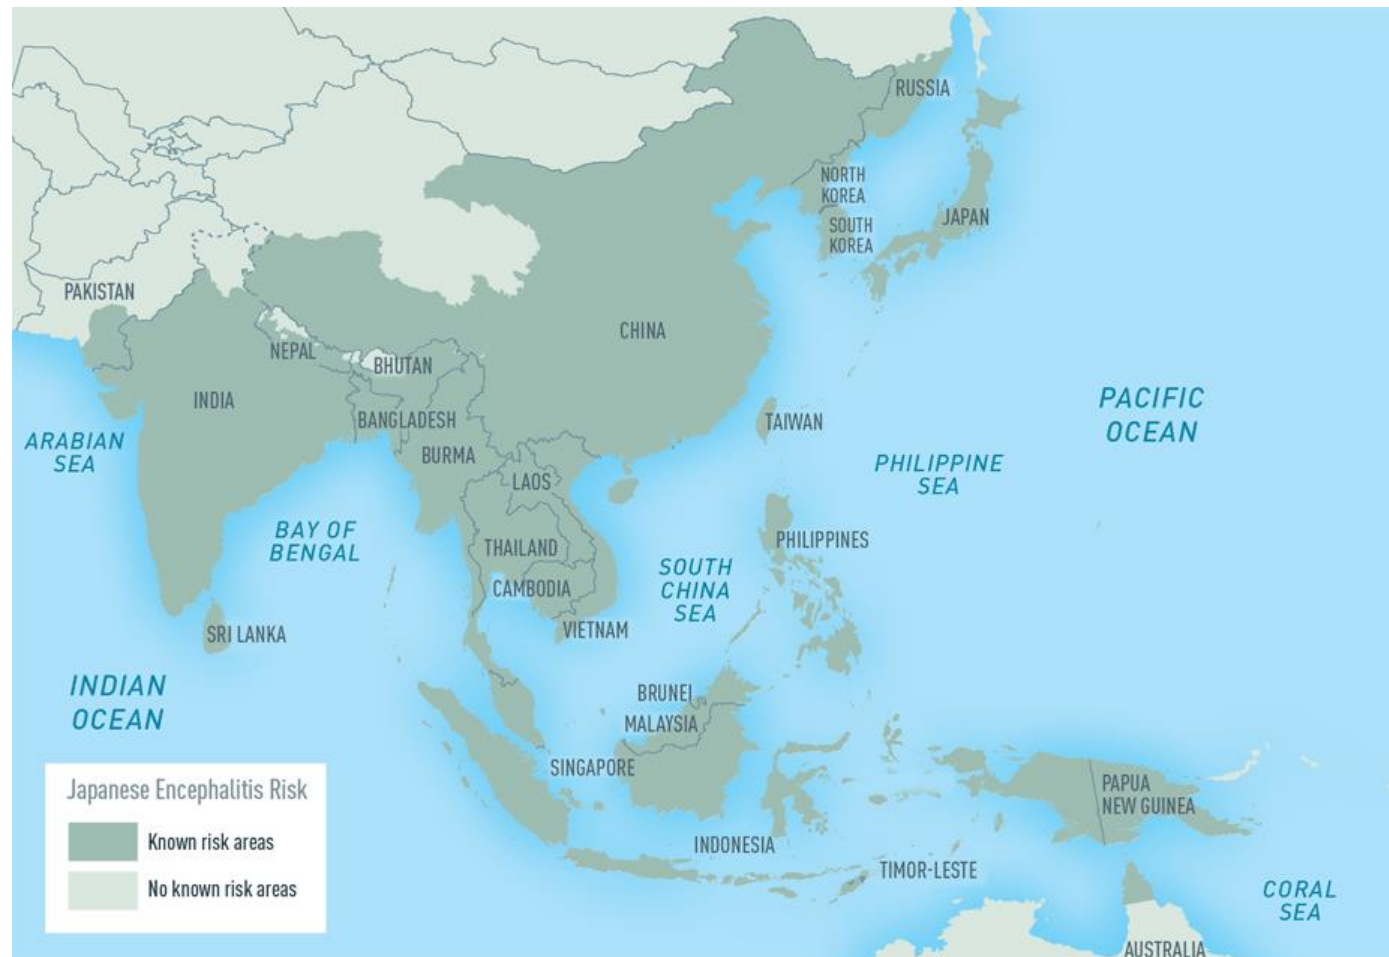 RUSSIA
NORTH
KOREA
SOUTH
KOREA
JAPAN
PAKISTAN
CHINA
NEPAL
BHUTAN
INDIA
BANGLADESH
TAIWAN
PACIFIC
OCEAN
ARABIAN
SEA
BURMA
LAOS
PHILIPPINE
SEA
BAY OF
BENGAL
THAILAND
PHILIPPINES
CAMBODIA
SOUTH
CHINA
SEA
VIETNAM
SRI LANKA
INDIAN
OCEAN
BRUNEI
MALAYSIA
SINGAPORE
PAPUA
NEW GUINEA
INDONESIA
TIMOR-LESTE
CORAL
SEA
AUSTRALIA
Japanese Encephalitis Risk
Known risk areas
No known risk areas